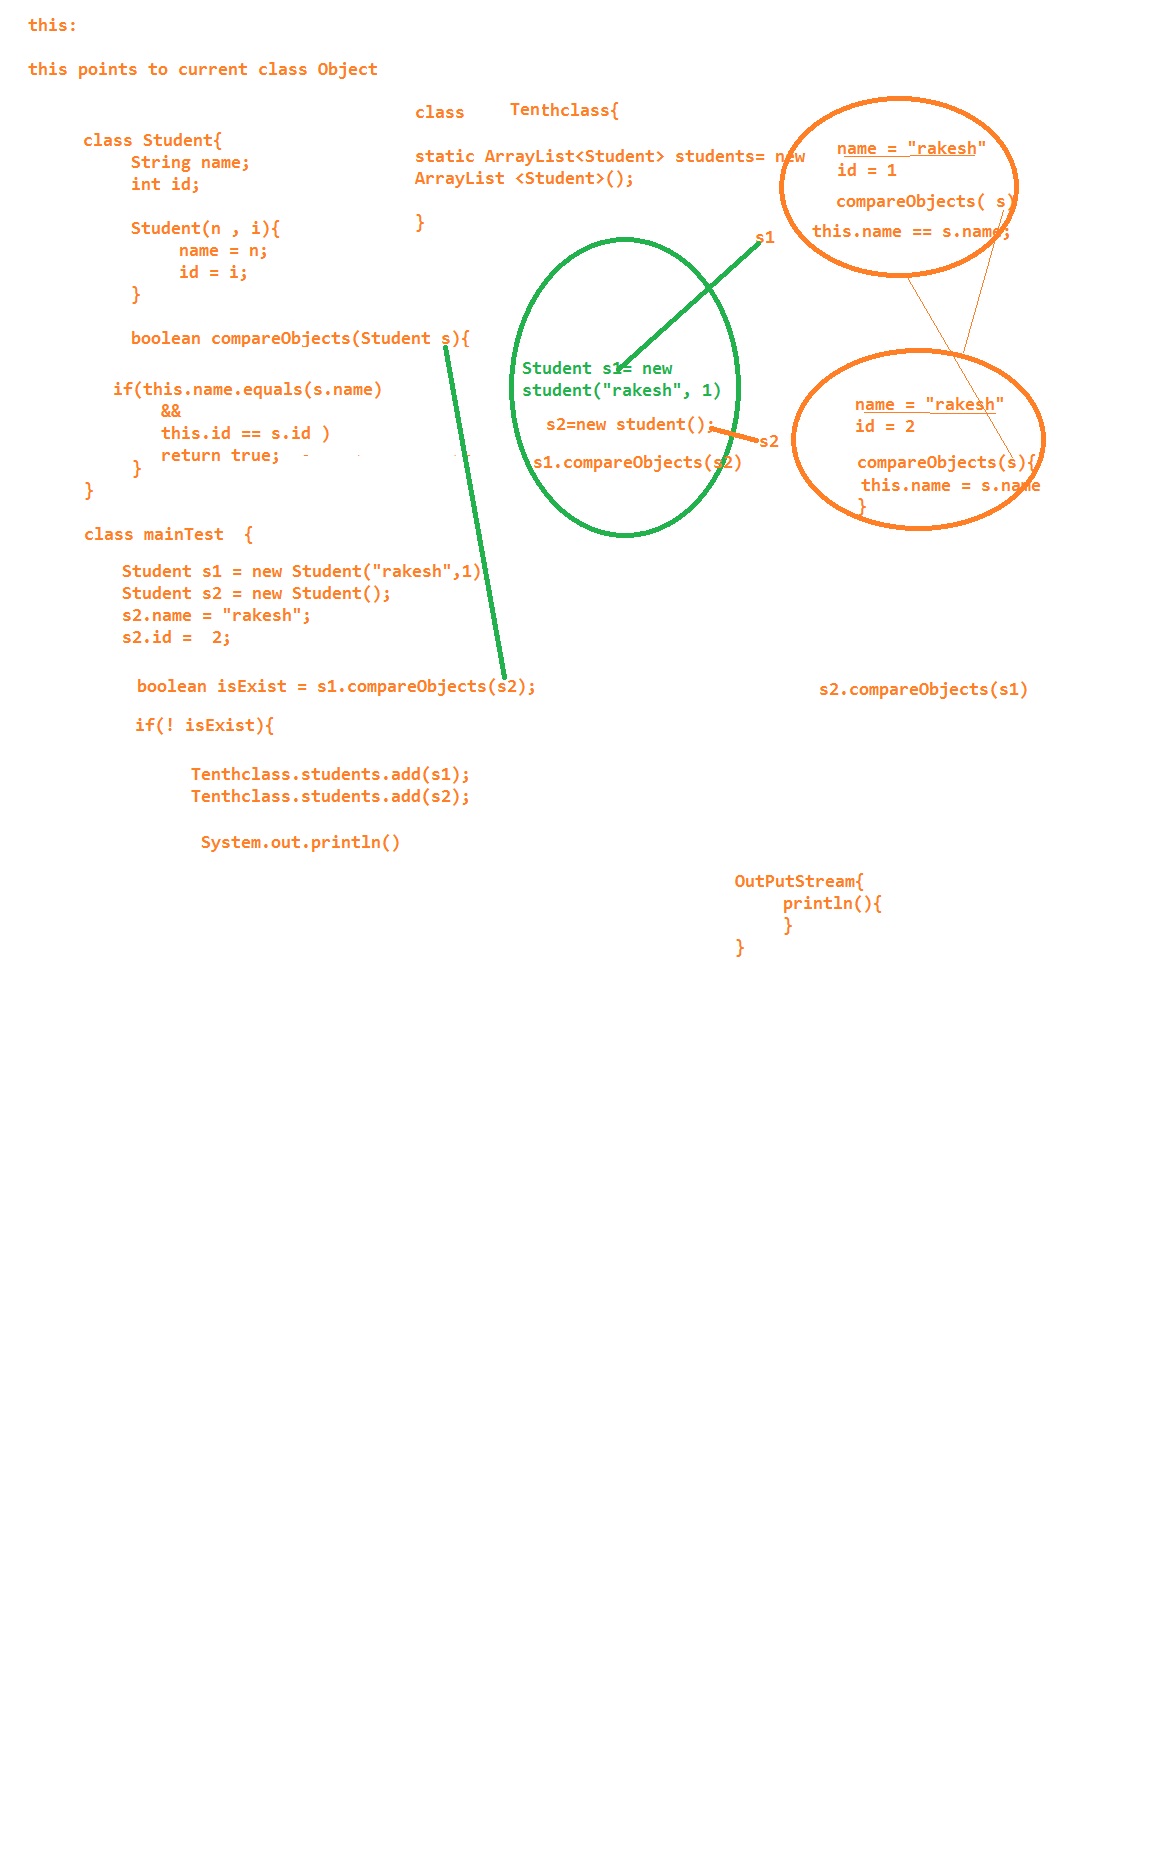 this:
this points to current class Object
class Student{
String name;
int id;
Student(n , i){
name = n;
id = i;
}
boolean compareObjects(Student s){
if(this.name.equals(s.name)
&&
this.id == s.id )
return true;
}
}
class mainTest {
Student s1 = new Student("rakesh",1)
Student s2 = new Student();
s2.name = "rakesh";
s2.id = 2;
boolean isExist = s1.compareObjects(s2);
if(! isExist){
Tenthclass.students.add(s1);
Tenthclass.students.add(s2);
System.out.println()
class Tenthclass{
static ArrayList<Student> students= new
ArrayList <Student>();
}
Student s1= new
student("rakesh", 1)
s2=new student();
s1.compareObjects(s2)
s1
name = "rakesh"
id = 1
compareObjects( s)
this.name == s.name;
s2
name = "rakesh"
id = 2
compareObjects(s){
this.name = s.name
}
s2.compareObjects(s1)
OutPutStream{
println(){
}
}